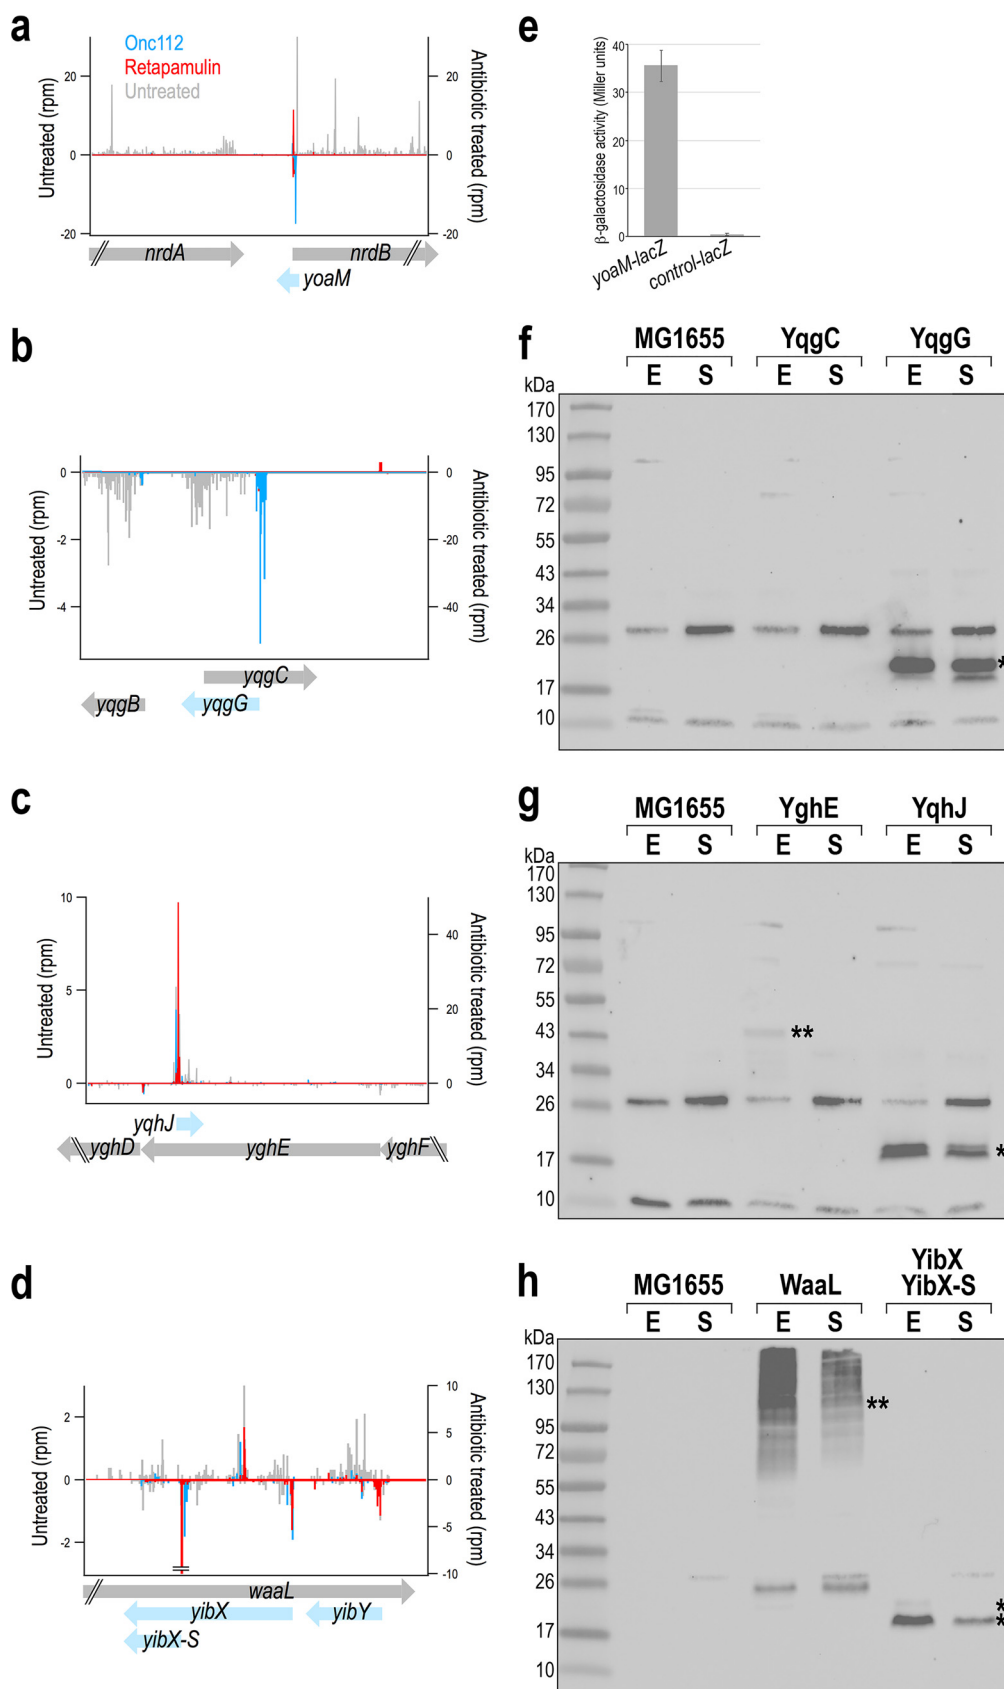 a
Onc112
Retapamulin
Untreated
Untreated (rpm)
Antibiotic treated (rpm)
20
0
-20
20
0
-20
nrdA
nrdB
yoaM
b
Untreated (rpm)
Antibiotic treated (rpm)
0
-2
-4
0
-20
-40
yqgC
yqgB
yqgG
c
Untreated (rpm)
Antibiotic treated (rpm)
10
5
0
40
20
0
yqhJ
yghD
yghE
yghF
d
Untreated (rpm)
Antibiotic treated (rpm)
2
0
-2
10
5
0
-5
-10
waaL
yibX
yibY
yibX-S
e
β-galactosidase activity (Miller units)
40
30
20
10
0
yoaM-lacZ
control-lacZ
f
MG1655 YqgC YqgG
E S E S E S
kDa
170
130
95
72
55
43
34
26
17
10
*
g
MG1655 YghE YqhJ
E S E S E S
kDa
170
130
95
72
55
43
34
26
17
10
**
*
h
MG1655 WaaL YibX
YibX-S
E S E S E S
kDa
170
130
95
72
55
43
34
26
17
10
**
*
*